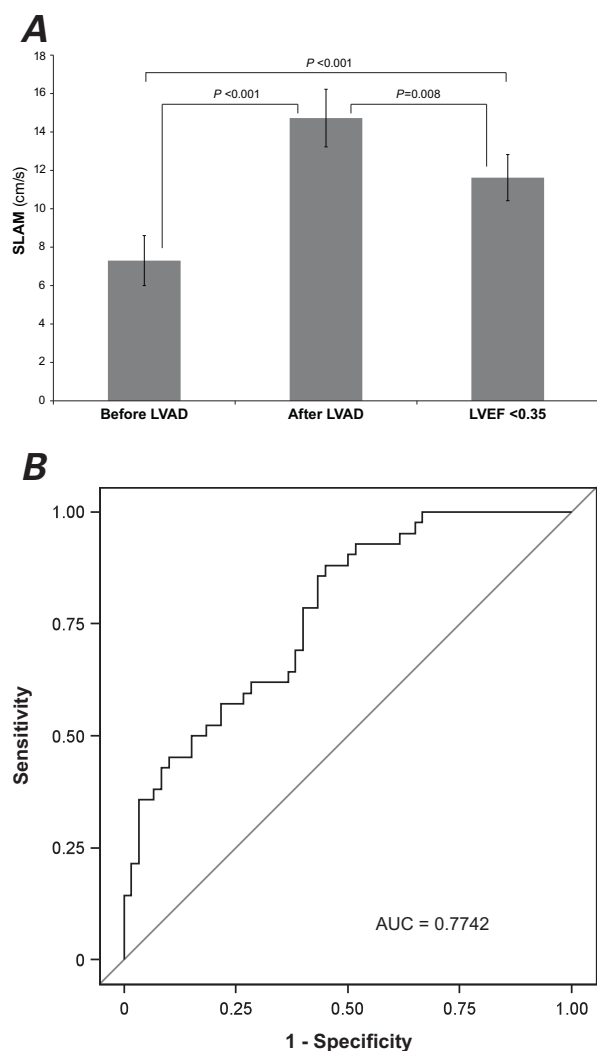 A
18
16
14
12
10
8
6
4
2
0
SLAM (cm/s)
P <0.001
P <0.001
P=0.008
Before LVAD
After LVAD
LVEF <0.35
B
1.00
0.75
0.50
0.25
0
Sensitivity
AUC = 0.7742
0 0.25 0.50 0.75 1.00
1 - Specificity